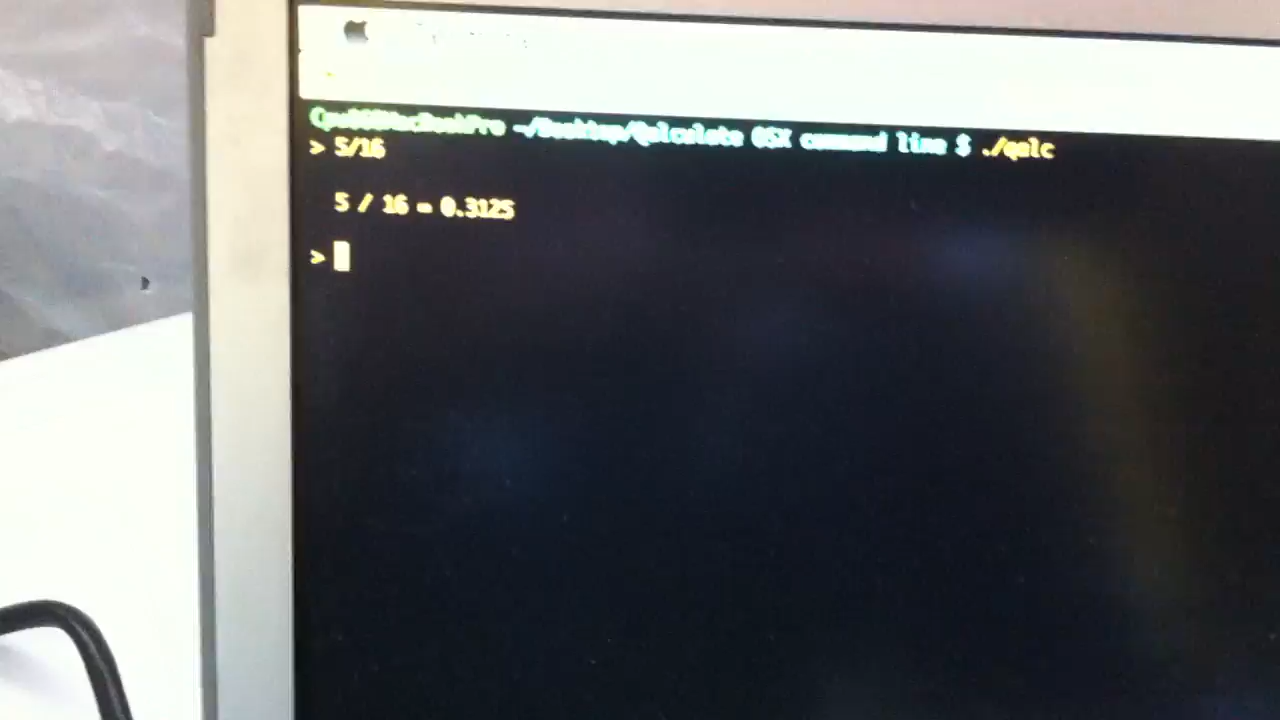 ~/Desktop/Qalculate OSX command line $ ./qalc
> 5/16
5 / 16 = 0.3125
>